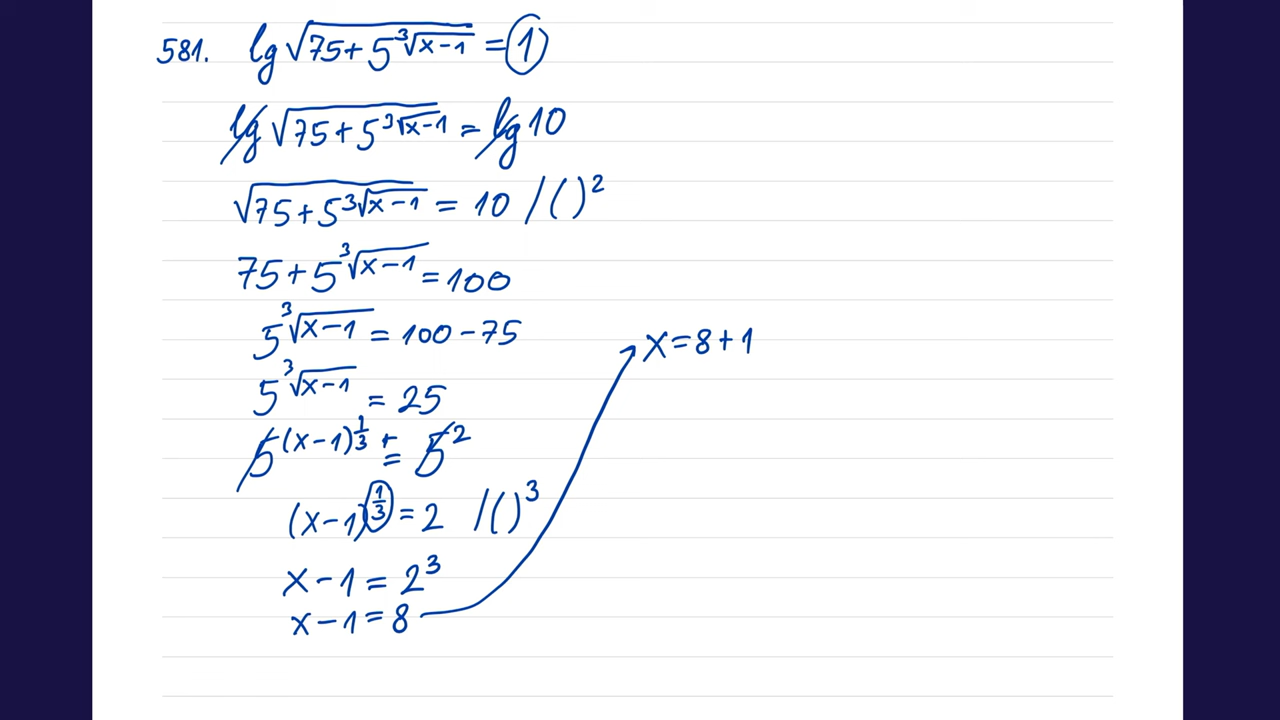 581. lg √(75+5^∛(x-1)) = 1
lg √(75+5^∛(x-1)) = lg 10
√(75+5^∛(x-1)) = 10 /( )²
75+5^∛(x-1) = 100
5^∛(x-1) = 100-75
5^∛(x-1) = 25
5^(x-1)^(1/3) = 5²
(x-1)^(1/3) = 2 /( )³
x-1 = 2³
x-1 = 8
x = 8+1